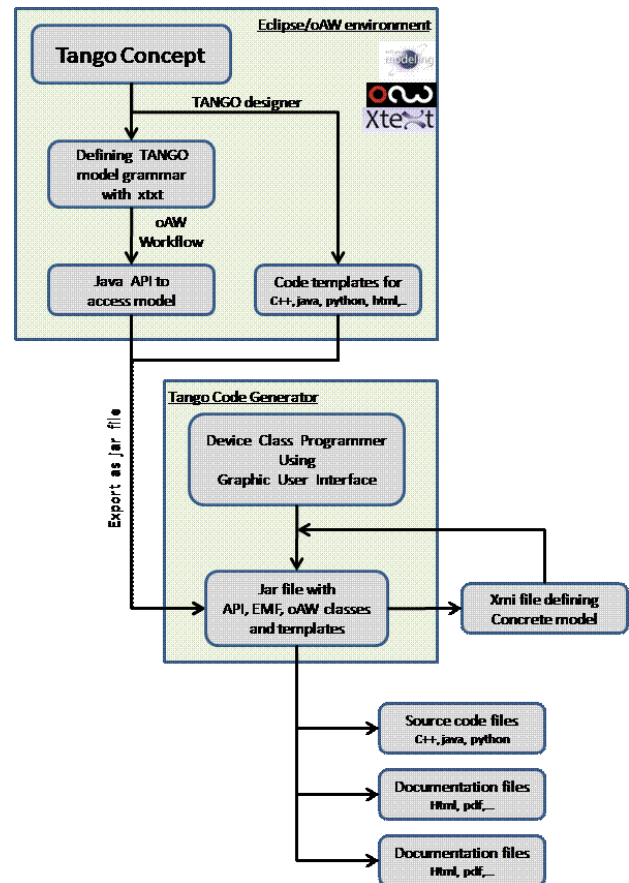 Eclipse/oAW environment
Tango Concept
modeling
oaw
Xtext
TANGO designer
Defining TANGO
model grammar
with xtxt
oAW
Workflow
Java API to
access model
Code templates for
C++, java, python, html,...
Export as jar file
Tango Code Generator
Device Class Programmer
Using
Graphic User Interface
Jar file with
API, EMF, oAW classes
and templates
Xmi file defining
Concrete model
Source code files
C++, java, python
Documentation files
Html, pdf,...
Documentation files
Html, pdf,...